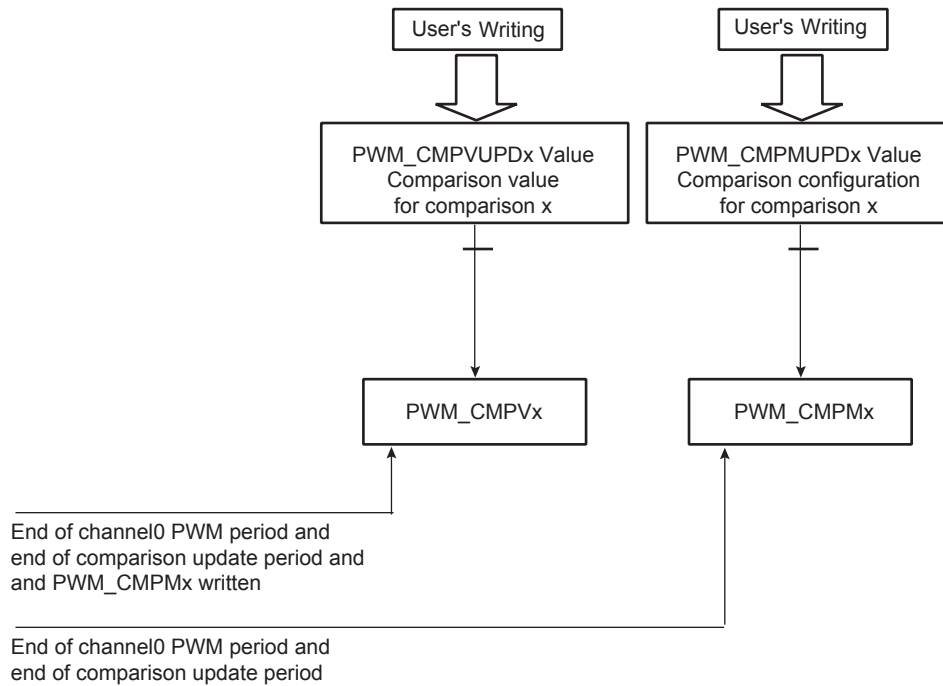 User's Writing
User's Writing
PWM_CMPVUPDx Value
Comparison value
for comparison x
PWM_CMPMUPDx Value
Comparison configuration
for comparison x
PWM_CMPVx
PWM_CMPMx
End of channel0 PWM period and
end of comparison update period and
and PWM_CMPMx written
End of channel0 PWM period and
end of comparison update period